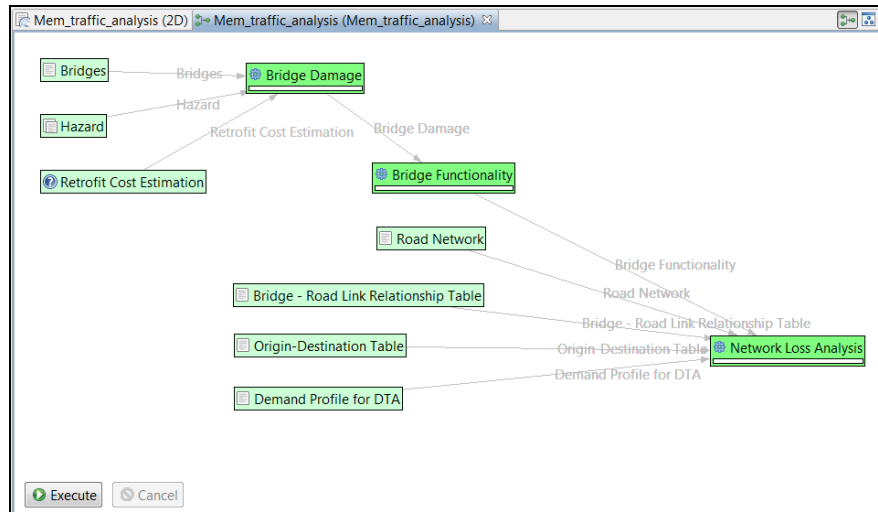 Mem_traffic_analysis (2D) Mem_traffic_analysis (Mem_traffic_analysis)
Bridges
Bridges
Bridge Damage
Hazard
Hazard
Retrofit Cost Estimation
Bridge Damage
Retrofit Cost Estimation
Bridge Functionality
Road Network
Bridge Functionality
Bridge - Road Link Relationship Table
Road Network
Bridge - Road Link Relationship Table
Origin-Destination Table
Origin-Destination Table
Network Loss Analysis
Demand Profile for DTA
Demand Profile for DTA
Execute
Cancel